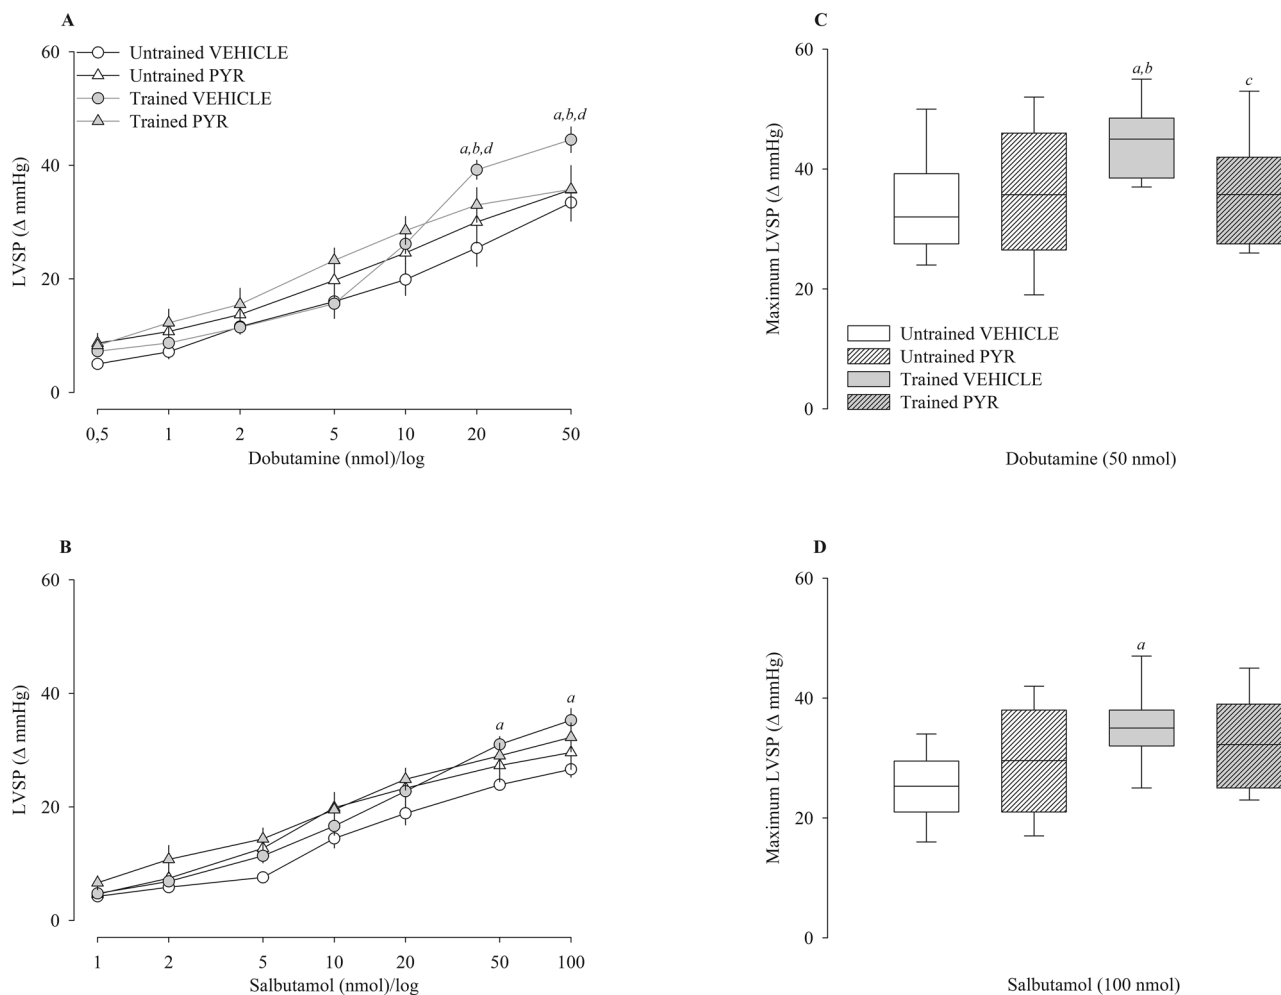 A
60
40
20
0
LVSP (Δ mmHg)
Untrained VEHICLE
Untrained PYR
Trained VEHICLE
Trained PYR
a,b,d
a,b,d
0,5 1 2 5 10 20 50
Dobutamine (nmol)/log
C
60
40
20
0
Maximum LVSP (Δ mmHg)
a,b
c
Untrained VEHICLE
Untrained PYR
Trained VEHICLE
Trained PYR
Dobutamine (50 nmol)
B
60
40
20
0
LVSP (Δ mmHg)
a
a
1 2 5 10 20 50 100
Salbutamol (nmol)/log
D
60
40
20
0
Maximum LVSP (Δ mmHg)
a
Salbutamol (100 nmol)